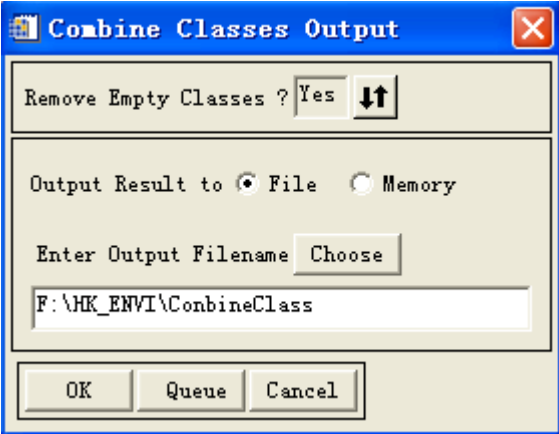 Combine Classes Output
Remove Empty Classes ? Yes
Output Result to File Memory
Enter Output Filename Choose
F:\HK_ENVI\ConbineClass
OK Queue Cancel